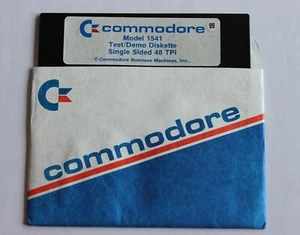 commodore
Model 1541
Test/Demo Diskette
Single Sided 48 TPI
© Commodore Business Machines, Inc.
commodore